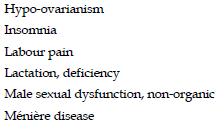 Hypo-ovarianism
Insomnia
Labour pain
Lactation, deficiency
Male sexual dysfunction, non-organic
Ménière disease